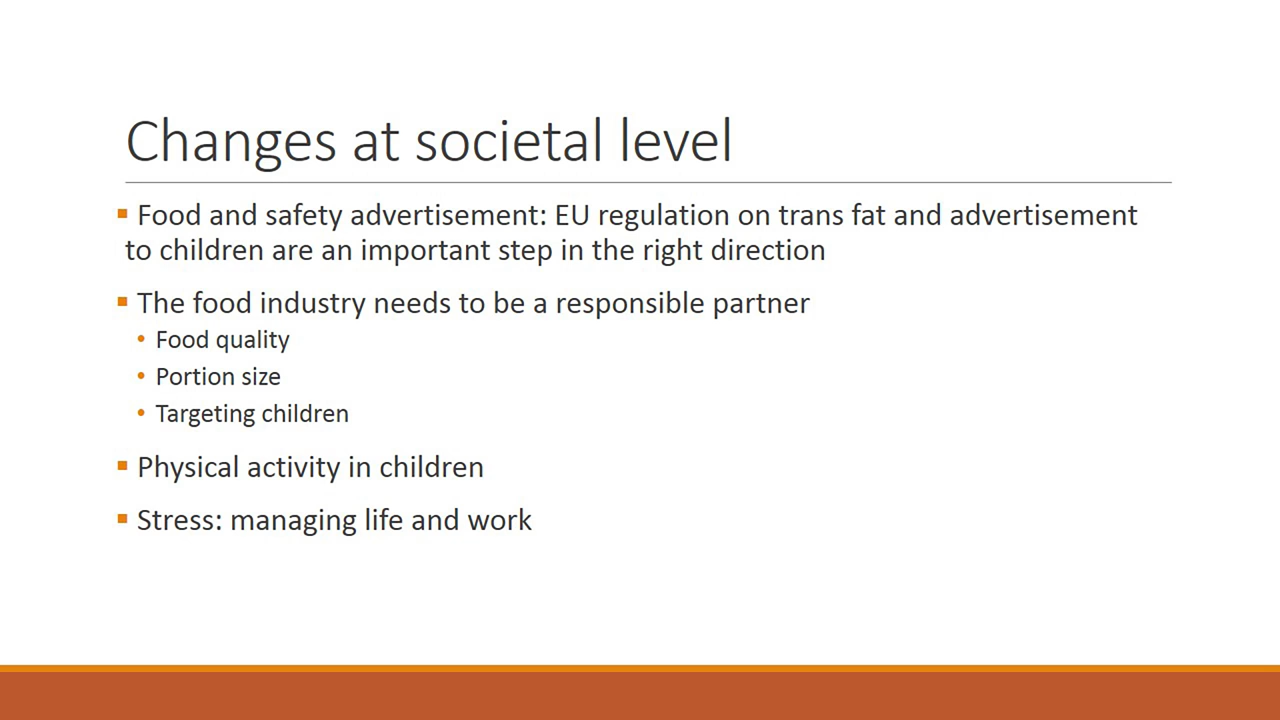 Changes at societal level
▪ Food and safety advertisement: EU regulation on trans fat and advertisement
to children are an important step in the right direction
▪ The food industry needs to be a responsible partner
• Food quality
• Portion size
• Targeting children
▪ Physical activity in children
▪ Stress: managing life and work